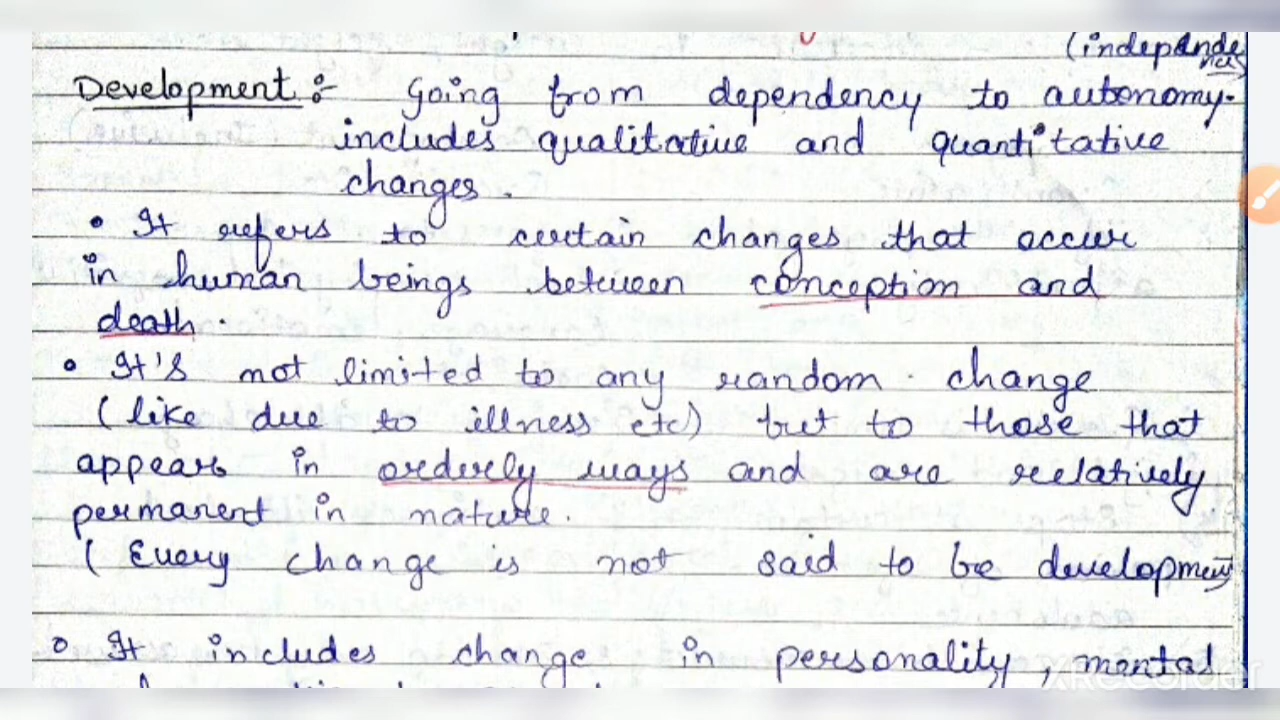 (independence)
Development :- Going from dependency to autonomy.
includes qualitative and quantitative
changes.
• It refers to certain changes that occur
in human beings between conception and
death.
• It's not limited to any random change
(like due to illness etc) but to those that
appears in orderly ways and are relatively
permanent in nature.
( Every change is not said to be development
• It includes change in personality, mental
XRecorder